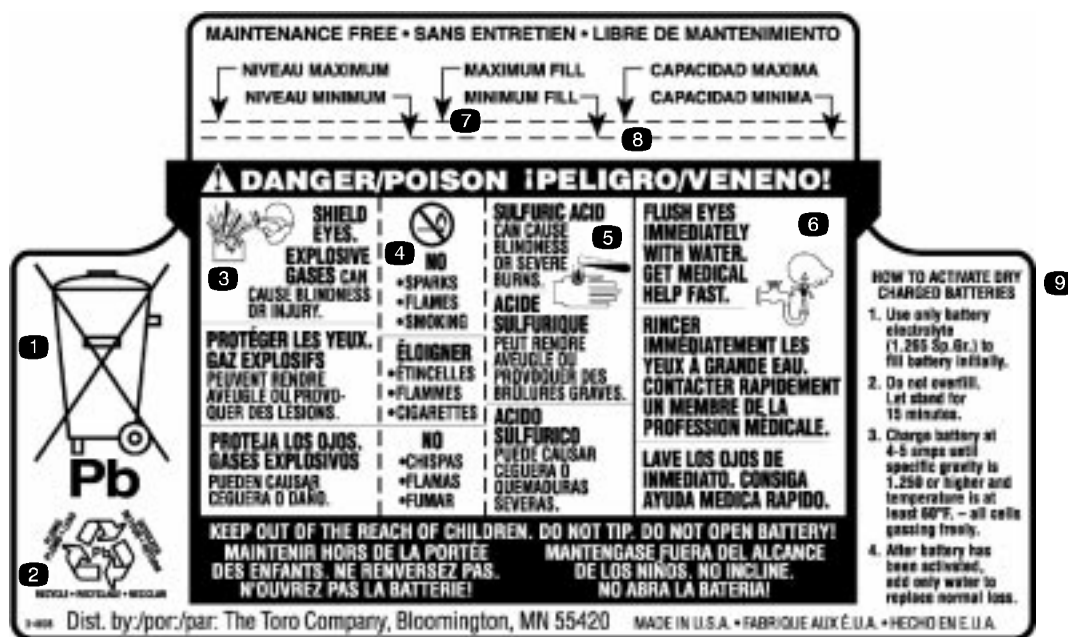 MAINTENANCE FREE • SANS ENTRETIEN • LIBRE DE MANTENIMIENTO
NIVEAU MAXIMUM
NIVEAU MINIMUM
MAXIMUM FILL
MINIMUM FILL
CAPACIDAD MAXIMA
CAPACIDAD MINIMA
7
8
DANGER/POISON ¡PELIGRO/VENENO!
3
SHIELD
EYES.
EXPLOSIVE
GASES CAN
CAUSE BLINDNESS
OR INJURY.
PROTÉGER LES YEUX.
GAZ EXPLOSIFS
PEUVENT RENDRE
AVEUGLE OU PROVO-
QUER DES LESIONS.
PROTEJA LOS OJOS.
GASES EXPLOSIVOS
PUEDEN CAUSAR
CEGUERA O DAÑO.
4
NO
•SPARKS
•FLAMES
•SMOKING
ÉLOIGNER
•ÉTINCELLES
•FLAMMES
•CIGARETTES
NO
•CHISPAS
•FLAMAS
•FUMAR
SULFURIC ACID
CAN CAUSE
BLINDNESS
OR SEVERE
BURNS.
5
ACIDE
SULFURIQUE
PEUT RENDRE
AVEUGLE OU
PROVOQUER DES
BRÛLURES GRAVES.
ACIDO
SULFURICO
PUEDE CAUSAR
CEGUERA O
QUEMADURAS
SEVERAS.
FLUSH EYES
IMMEDIATELY
WITH WATER.
GET MEDICAL
HELP FAST.
6
RINCER
IMMÉDIATEMENT LES
YEUX À GRANDE EAU.
CONTACTER RAPIDEMENT
UN MEMBRE DE LA
PROFESSION MÉDICALE.
LAVE LOS OJOS DE
INMEDIATO. CONSIGA
AYUDA MEDICA RAPIDO.
KEEP OUT OF THE REACH OF CHILDREN. DO NOT TIP. DO NOT OPEN BATTERY!
MAINTENIR HORS DE LA PORTÉE
DES ENFANTS. NE RENVERSEZ PAS.
N'OUVREZ PAS LA BATTERIE!
MANTENGASE FUERA DEL ALCANCE
DE LOS NIÑOS. NO INCLINE.
NO ABRA LA BATERIA!
1
Pb
2
Pb
RECYCLE • RECYCLAGE • RECICLAR
9
HOW TO ACTIVATE DRY
CHARGED BATTERIES
1. Use only battery
electrolyte
(1.265 Sp.Gr.) to
fill battery initially.
2. Do not overfill.
Let stand for
15 minutes.
3. Charge battery at
4-5 amps until
specific gravity is
1.250 or higher and
temperature is at
least 60°F. – all cells
gassing freely.
4. After battery has
been activated,
add only water to
replace normal loss.
Dist. by:/por:/par: The Toro Company, Bloomington, MN 55420
MADE IN U.S.A. • FABRIQUE AUX É.U.A. • HECHO EN E.U.A.